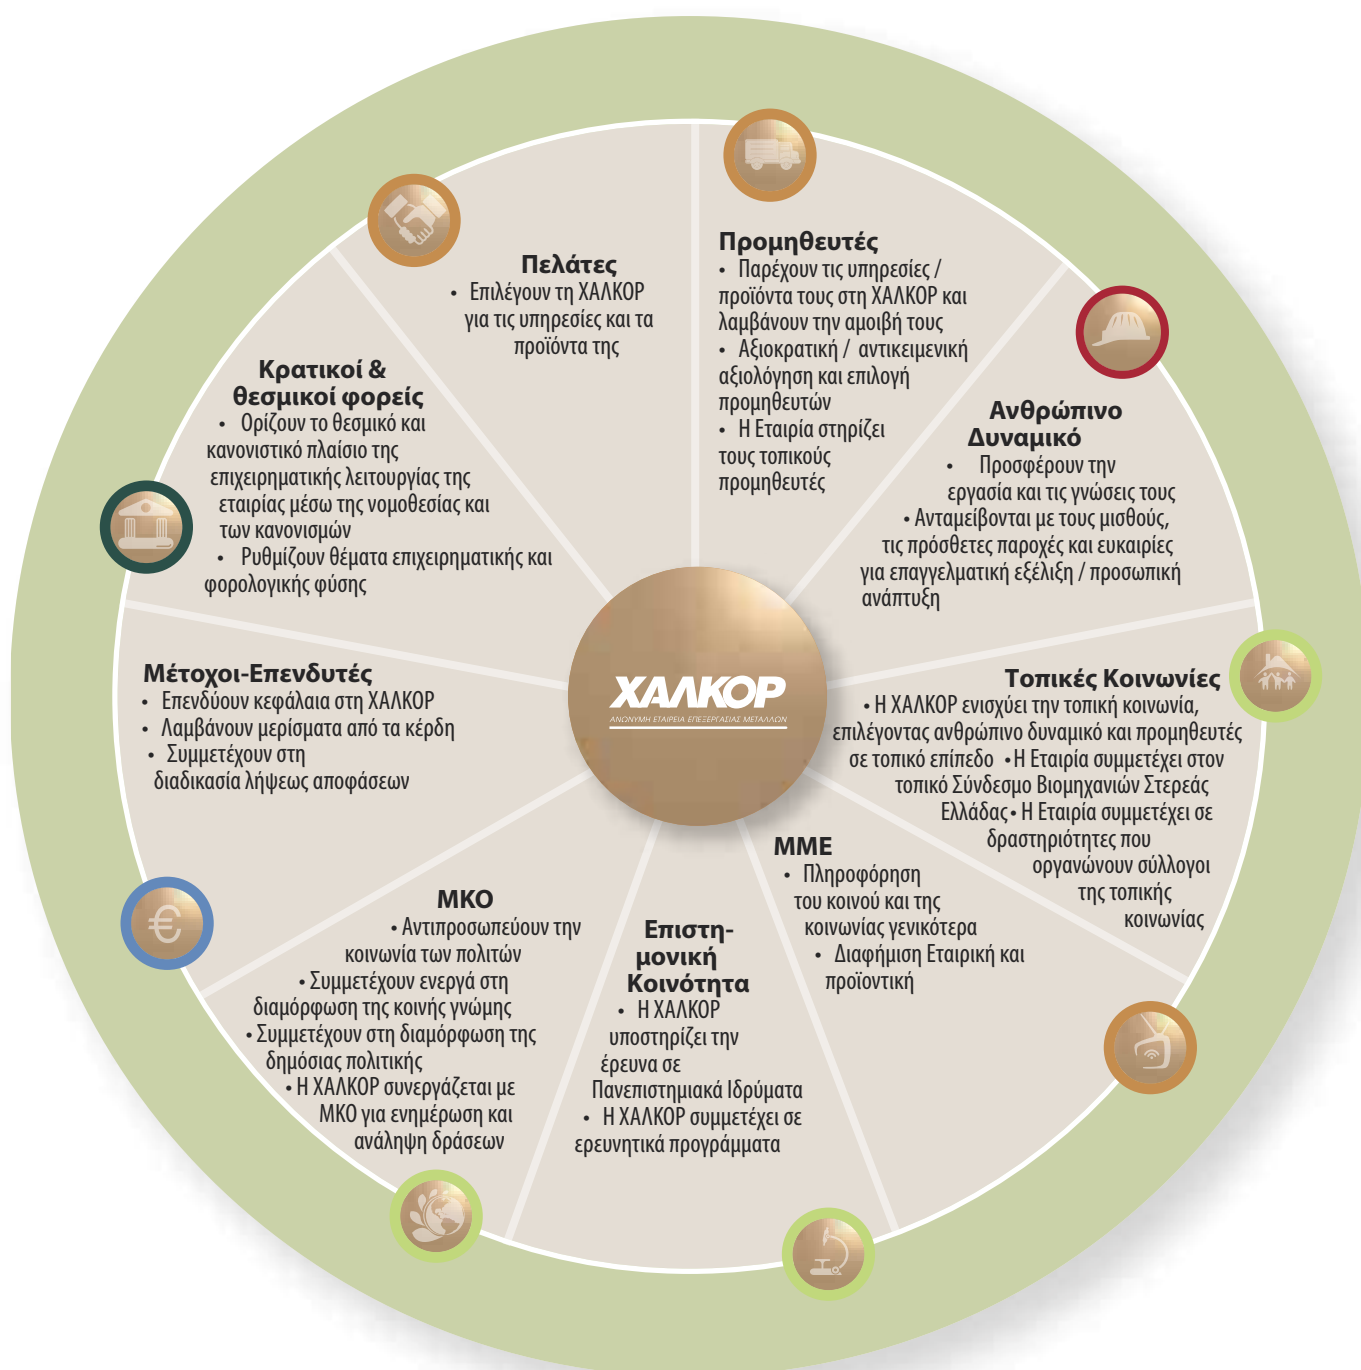 Προμηθευτές
• Παρέχουν τις υπηρεσίες /
προϊόντα τους στη ΧΑΛΚΟΡ και
λαμβάνουν την αμοιβή τους
• Αξιοκρατική / αντικειμενική
αξιολόγηση και επιλογή
προμηθευτών
• Η Εταιρία στηρίζει
τους τοπικούς
προμηθευτές
Ανθρώπινο
Δυναμικό
• Προσφέρουν την
εργασία και τις γνώσεις τους
• Ανταμείβονται με τους μισθούς,
τις πρόσθετες παροχές και ευκαιρίες
για επαγγελματική εξέλιξη / προσωπική
ανάπτυξη
Τοπικές Κοινωνίες
• Η ΧΑΛΚΟΡ ενισχύει την τοπική κοινωνία,
επιλέγοντας ανθρώπινο δυναμικό και προμηθευτές
σε τοπικό επίπεδο • Η Εταιρία συμμετέχει στον
τοπικό Σύνδεσμο Βιομηχανιών Στερεάς
Ελλάδας • Η Εταιρία συμμετέχει σε
δραστηριότητες που
οργανώνουν σύλλογοι
της τοπικής
κοινωνίας
ΜΜΕ
• Πληροφόρηση
του κοινού και της
κοινωνίας γενικότερα
• Διαφήμιση Εταιρική και
προϊοντική
Επιστη-
μονική
Κοινότητα
• Η ΧΑΛΚΟΡ
υποστηρίζει την
έρευνα σε
Πανεπιστημιακά Ιδρύματα
• Η ΧΑΛΚΟΡ συμμετέχει σε
ερευνητικά προγράμματα
ΜΚΟ
• Αντιπροσωπεύουν την
κοινωνία των πολιτών
• Συμμετέχουν ενεργά στη
διαμόρφωση της κοινής γνώμης
• Συμμετέχουν στη διαμόρφωση της
δημόσιας πολιτικής
• Η ΧΑΛΚΟΡ συνεργάζεται με
ΜΚΟ για ενημέρωση και
ανάληψη δράσεων
Μέτοχοι-Επενδυτές
• Επενδύουν κεφάλαια στη ΧΑΛΚΟΡ
• Λαμβάνουν μερίσματα από τα κέρδη
• Συμμετέχουν στη
διαδικασία λήψεως αποφάσεων
€
Κρατικοί &
θεσμικοί φορείς
• Ορίζουν το θεσμικό και
κανονιστικό πλαίσιο της
επιχειρηματικής λειτουργίας της
εταιρίας μέσω της νομοθεσίας και
των κανονισμών
• Ρυθμίζουν θέματα επιχειρηματικής και
φορολογικής φύσης
Πελάτες
• Επιλέγουν τη ΧΑΛΚΟΡ
για τις υπηρεσίες και τα
προϊόντα της
ΧΑΛΚΟΡ
ΑΝΩΝΥΜΗ ΕΤΑΙΡΕΙΑ ΕΠΕΞΕΡΓΑΣΙΑΣ ΜΕΤΑΛΛΩΝ